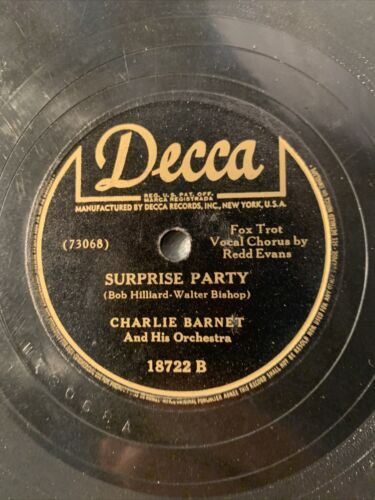 Decca
REG. U.S. PAT. OFF.
MARCA REGISTRADA
MANUFACTURED BY DECCA RECORDS, INC., NEW YORK, U.S.A.
(73068)
Fox Trot
Vocal Chorus by
Redd Evans
SURPRISE PARTY
(Bob Hilliard-Walter Bishop)
CHARLIE BARNET
And His Orchestra
18722 B